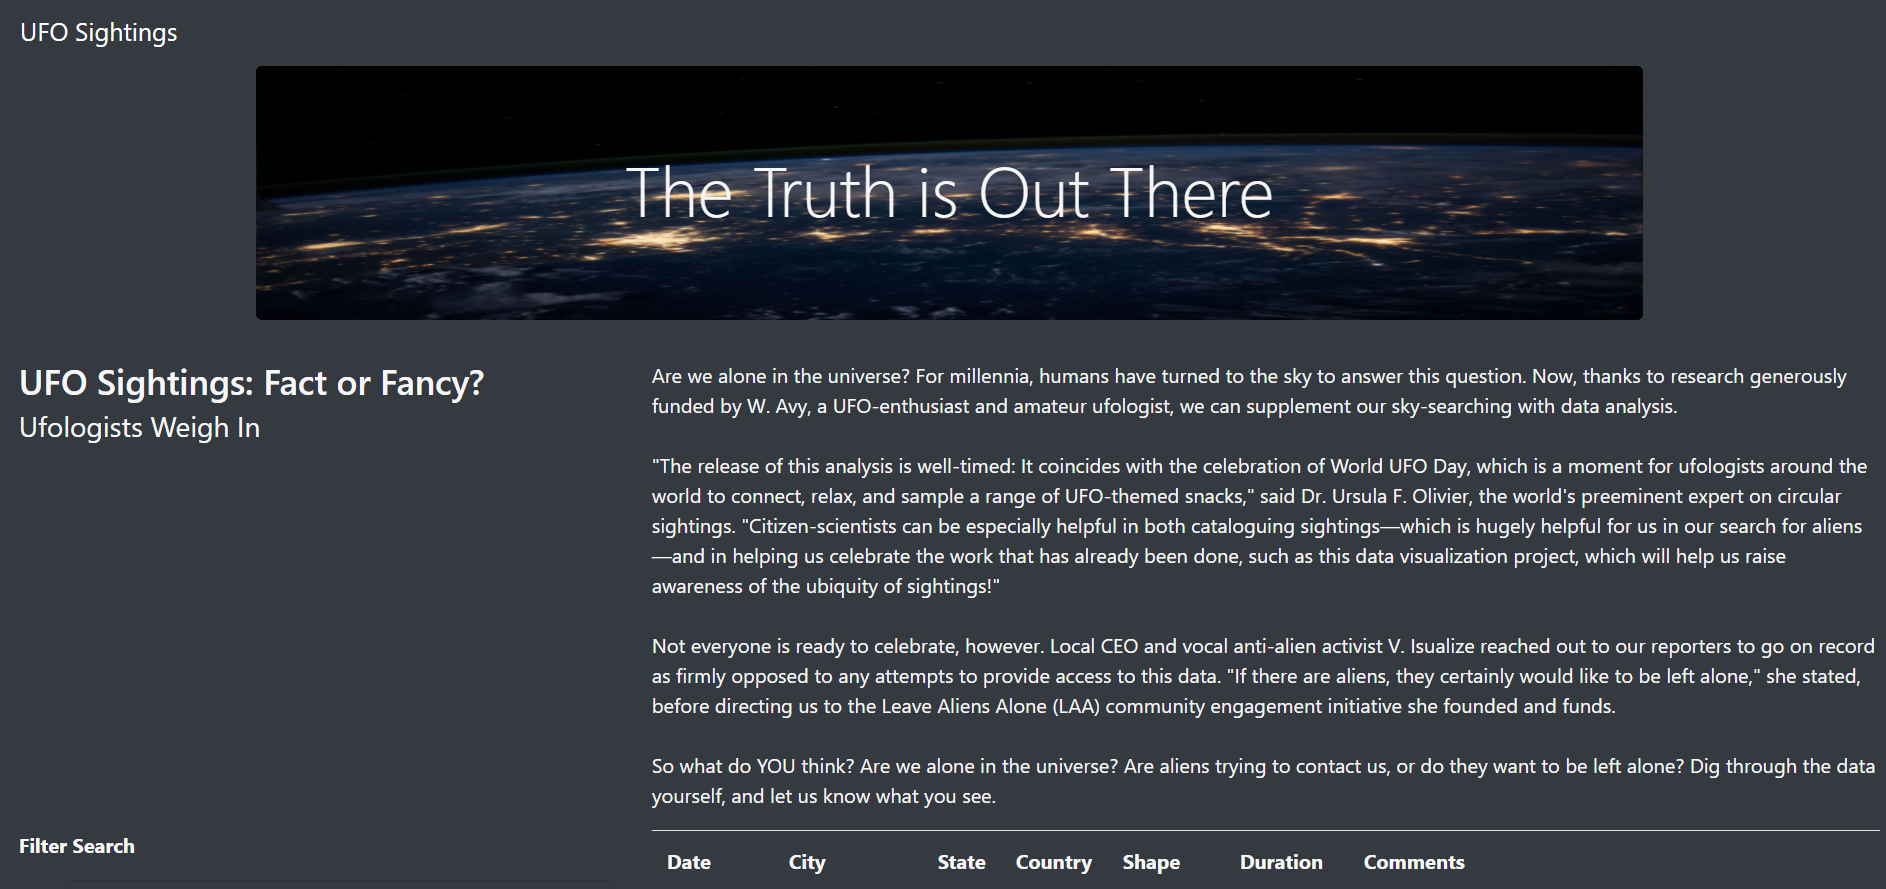 UFO Sightings
The Truth is Out There
UFO Sightings: Fact or Fancy?
Ufologists Weigh In
Are we alone in the universe? For millennia, humans have turned to the sky to answer this question. Now, thanks to research generously
funded by W. Avy, a UFO-enthusiast and amateur ufologist, we can supplement our sky-searching with data analysis.
"The release of this analysis is well-timed: It coincides with the celebration of World UFO Day, which is a moment for ufologists around the
world to connect, relax, and sample a range of UFO-themed snacks," said Dr. Ursula F. Olivier, the world's preeminent expert on circular
sightings. "Citizen-scientists can be especially helpful in both cataloguing sightings—which is hugely helpful for us in our search for aliens
—and in helping us celebrate the work that has already been done, such as this data visualization project, which will help us raise
awareness of the ubiquity of sightings!"
Not everyone is ready to celebrate, however. Local CEO and vocal anti-alien activist V. Isualize reached out to our reporters to go on record
as firmly opposed to any attempts to provide access to this data. "If there are aliens, they certainly would like to be left alone," she stated,
before directing us to the Leave Aliens Alone (LAA) community engagement initiative she founded and funds.
So what do YOU think? Are we alone in the universe? Are aliens trying to contact us, or do they want to be left alone? Dig through the data
yourself, and let us know what you see.
Filter Search
Date City State Country Shape Duration Comments